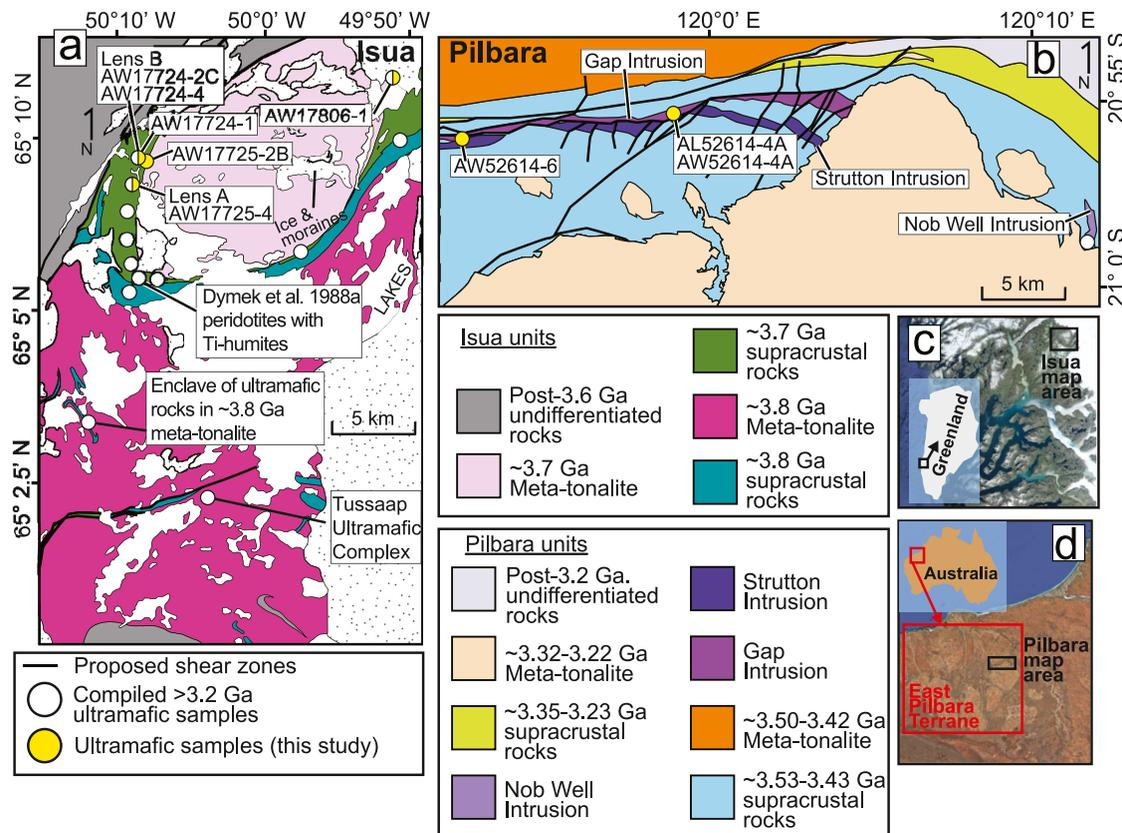 50°10' W
50°0' W
49°50' W
a
Isua
Lens B
AW17724-2C
AW17724-4
AW17724-1
AW17806-1
AW17725-2B
Lens A
AW17725-4
N
Ice &
moraines
LAKES
Dymek et al. 1988a
peridotites with
Ti-humites
Enclave of ultramafic
rocks in ~3.8 Ga
meta-tonalite
5 km
Tussaap
Ultramafic
Complex
65° 10' N
65° 5' N
65° 2.5' N
Proposed shear zones
Compiled >3.2 Ga
ultramafic samples
Ultramafic samples (this study)
120°0' E
120°10' E
Pilbara
b
N
Gap Intrusion
AW52614-6
AL52614-4A
AW52614-4A
Strutton Intrusion
Nob Well Intrusion
5 km
20° 55' S
21° 0' S
Isua units
Post-3.6 Ga
undifferentiated
rocks
~3.7 Ga
Meta-tonalite
~3.7 Ga
supracrustal
rocks
~3.8 Ga
Meta-tonalite
~3.8 Ga
supracrustal
rocks
c
Isua
map
area
Greenland
Pilbara units
Post-3.2 Ga.
undifferentiated
rocks
~3.32-3.22 Ga
Meta-tonalite
~3.35-3.23 Ga
supracrustal
rocks
Nob Well
Intrusion
Strutton
Intrusion
Gap
Intrusion
~3.50-3.42 Ga
Meta-tonalite
~3.53-3.43 Ga
supracrustal
rocks
d
Australia
Pilbara
map
area
East
Pilbara
Terrane